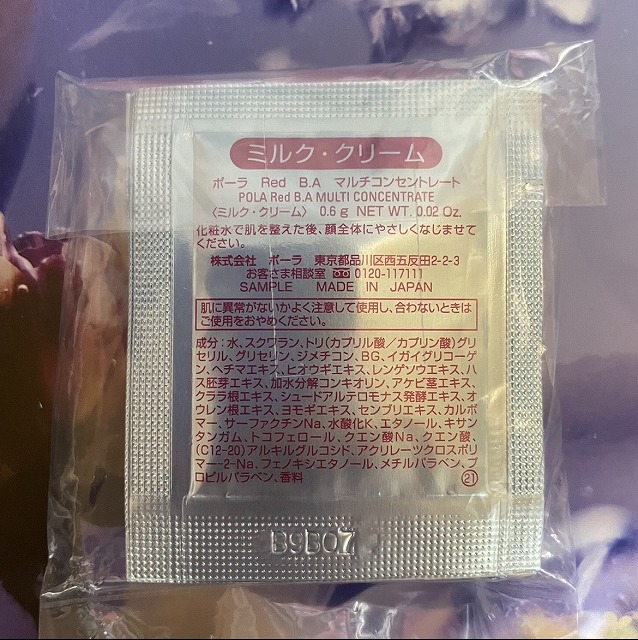 ミルク・クリーム
ポーラ Red B.A マルチコンセントレート
POLA Red B.A MULTI CONCENTRATE
〈ミルク・クリーム〉 0.6g NET WT. 0.02 Oz.
化粧水で肌を整えた後、顔全体にやさしくなじませて
ください。
株式会社 ポーラ 東京都品川区西五反田2-2-3
お客さま相談室 0120-117111
SAMPLE MADE IN JAPAN
肌に異常がないかよく注意して使用し、合わないときは
ご使用をおやめください。
成分：水、スクワラン、トリ（カプリル酸／カプリン酸）グリ
セリル、グリセリン、ジメチコン、BG、イガイグリコーゲ
ン、ヘチマエキス、ヒオウギエキス、レンゲソウエキス、ハ
ス胚芽エキス、加水分解コンキオリン、アケビ茎エキス、
クララ根エキス、シュードアルテロモナス発酵エキス、オ
ウレン根エキス、ヨモギエキス、センブリエキス、カルボ
マー、サーファクチンNa、水酸化K、エタノール、キサン
タンガム、トコフェロール、クエン酸Na、クエン酸、
（C12-20）アルキルグルコシド、アクリレーツクロスポリ
マー-2-Na、フェノキシエタノール、メチルパラベン、プ
ロピルパラベン、香料
㉑
B9B07